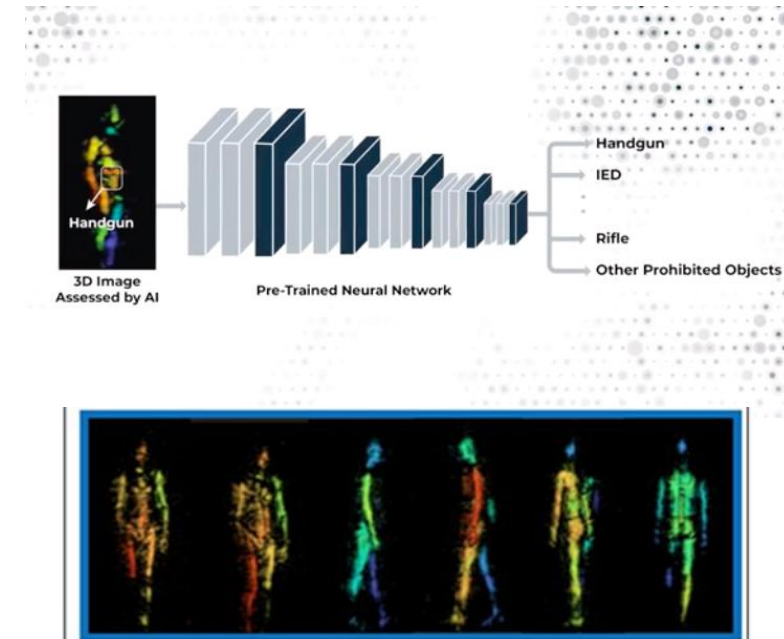 Handgun
3D Image
Assessed by AI
Pre-Trained Neural Network
Handgun
IED
Rifle
Other Prohibited Objects